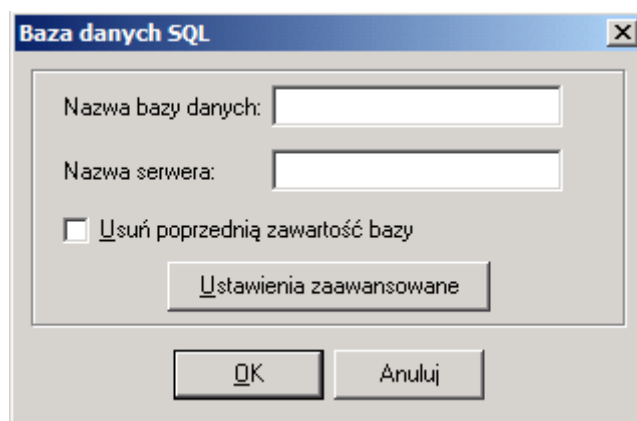 Baza danych SQL
Nazwa bazy danych:
Nazwa serwera:
Usuń poprzednią zawartość bazy
Ustawienia zaawansowane
OK Anuluj